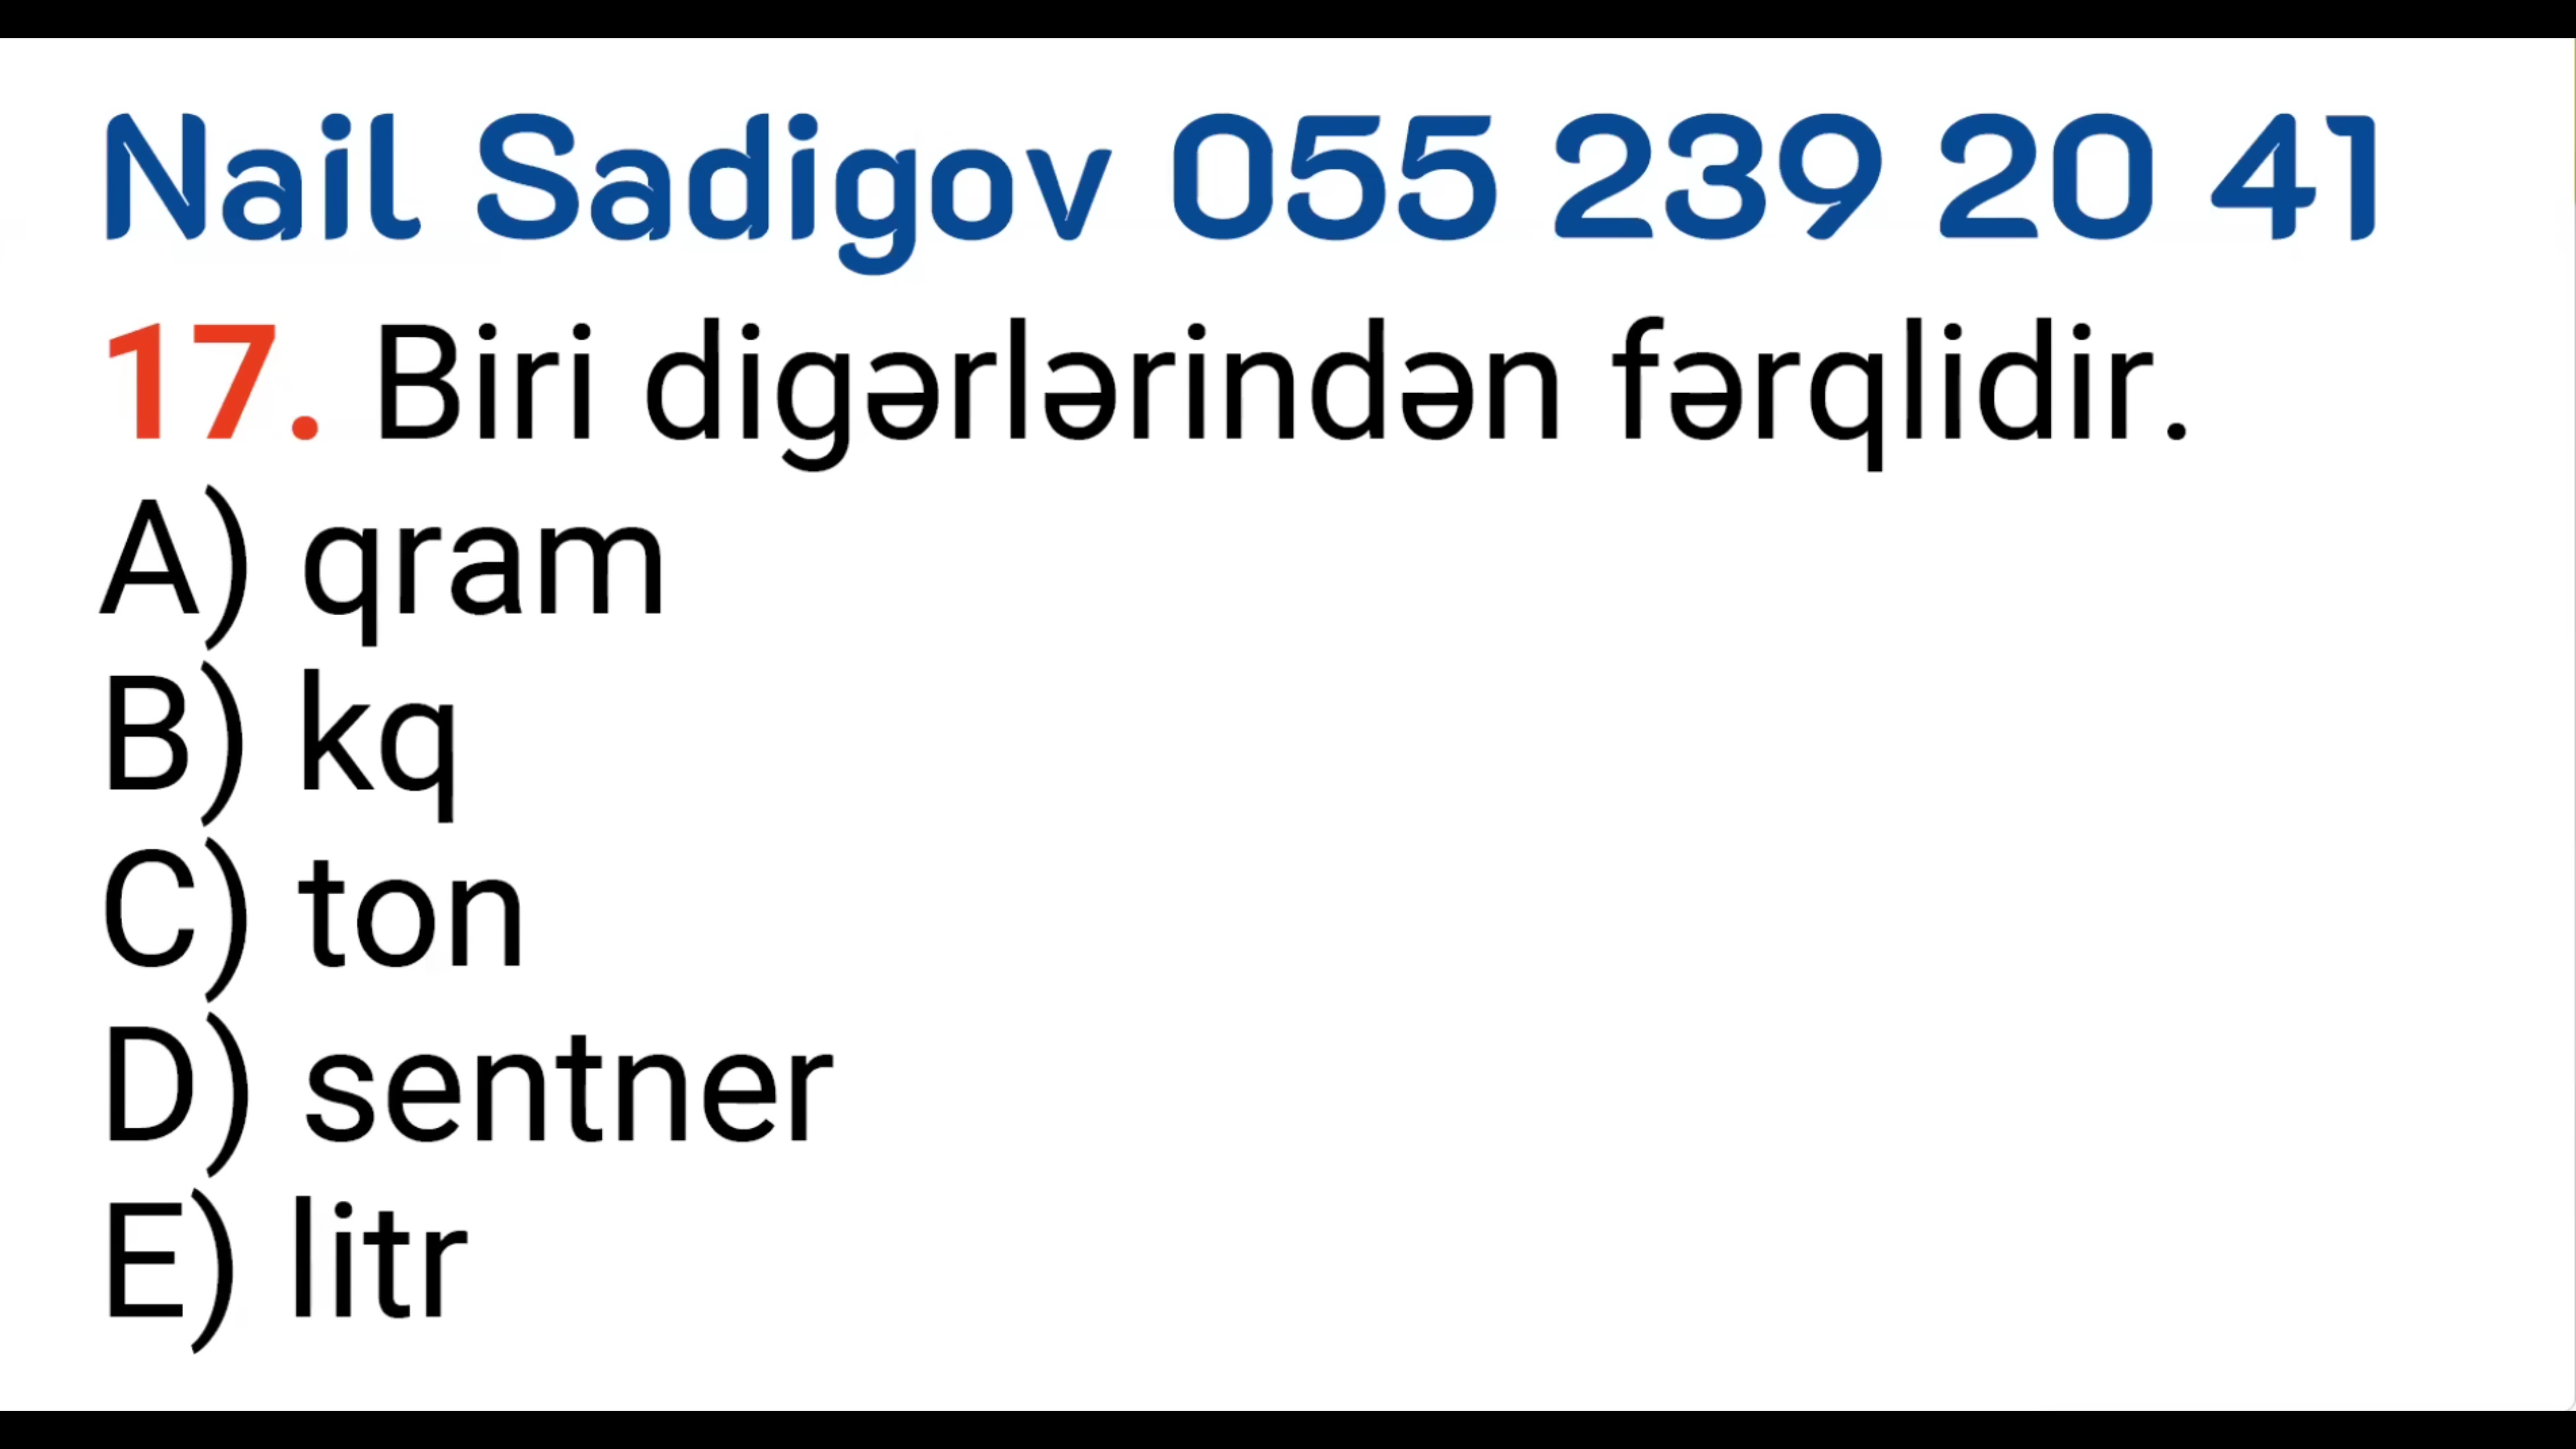 Nail Sadigov 055 239 20 41
17. Biri digərlərindən fərqlidir.
A) qram
B) kq
C) ton
D) sentner
E) litr